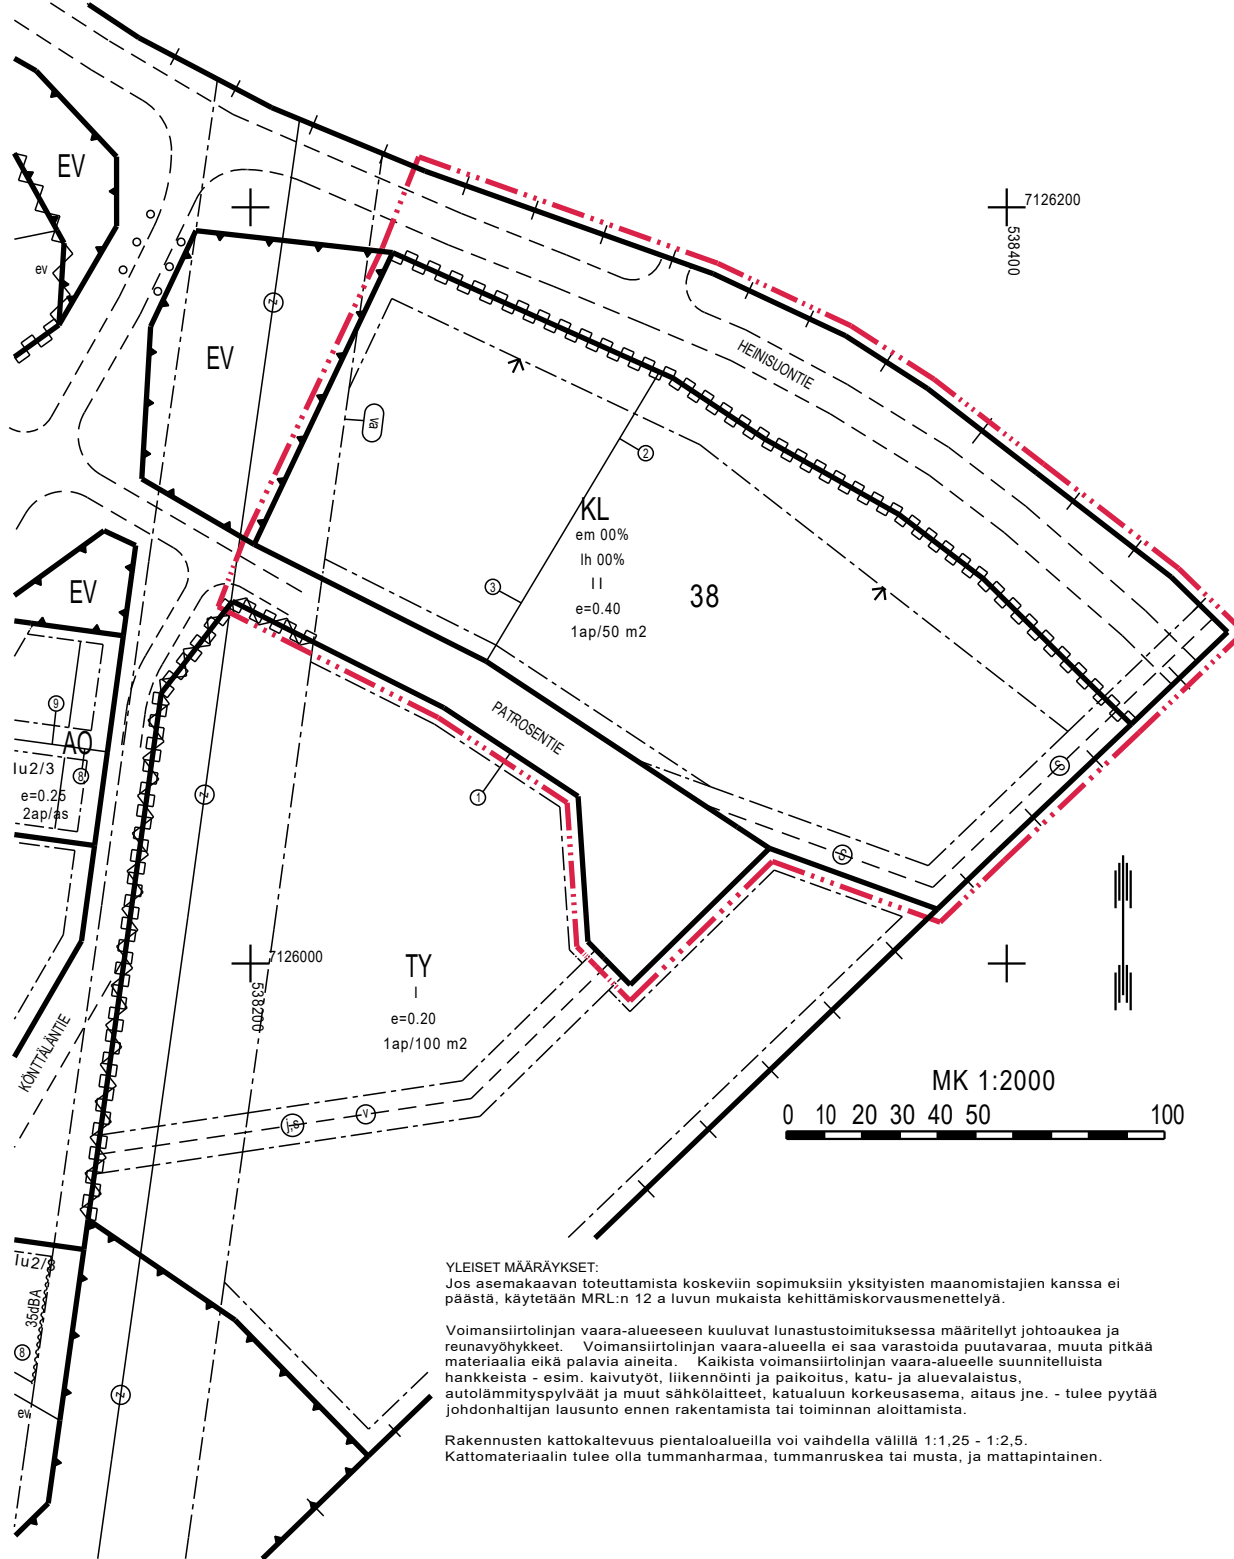 EV
7126200
538400
ev
z
EV
HEINISUONTIE
va
2
KL
em 00%
lh 00%
II
e=0.40
1ap/50 m2
3
38
EV
9
AO
8
Iu2/3
e=0.25
2ap/as
PATROSENTIE
z
1
S
S
7126000
538200
TY
I
e=0.20
1ap/100 m2
KÖNTTÄLÄNTIE
j,s
v
MK 1:2000
0 10 20 30 40 50 100
Iu2/3
35dBA
8
z
ev
YLEISET MÄÄRÄYKSET:
Jos asemakaavan toteuttamista koskeviin sopimuksiin yksityisten maanomistajien kanssa ei
päästä, käytetään MRL:n 12 a luvun mukaista kehittämiskorvausmenettelyä.
Voimansiirtolinjan vaara-alueeseen kuuluvat lunastustoimituksessa määritellyt johtoaukea ja
reunavyöhykkeet. Voimansiirtolinjan vaara-alueella ei saa varastoida puutavaraa, muuta pitkää
materiaalia eikä palavia aineita. Kaikista voimansiirtolinjan vaara-alueelle suunnitelluista
hankkeista - esim. kaivutyöt, liikennöinti ja paikoitus, katu- ja aluevalaistus,
autolämmityspylväät ja muut sähkölaitteet, katualuun korkeusasema, aitaus jne. - tulee pyytää
johdonhaltijan lausunto ennen rakentamista tai toiminnan aloittamista.
Rakennusten kattokaltevuus pientaloalueilla voi vaihdella välillä 1:1,25 - 1:2,5.
Kattomateriaalin tulee olla tummanharmaa, tummanruskea tai musta, ja mattapintainen.